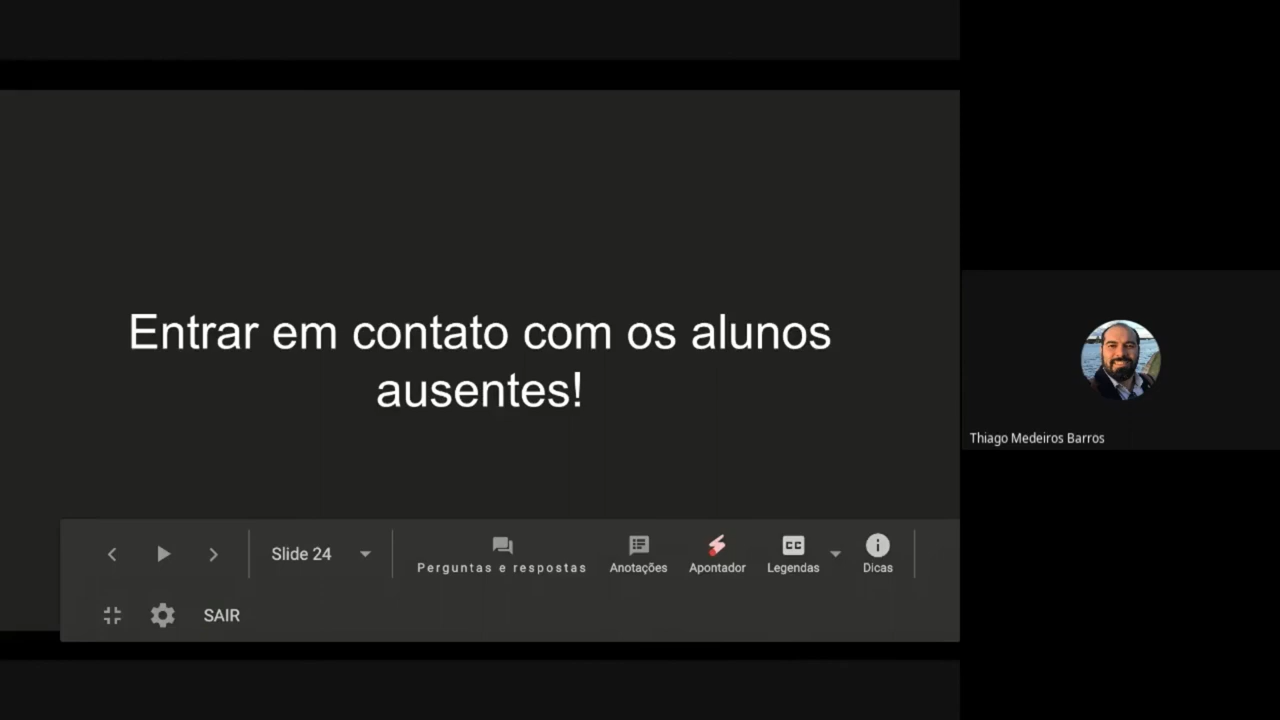 Entrar em contato com os alunos
ausentes!
Thiago Medeiros Barros
Slide 24
Perguntas e respostas
Anotações
Apontador
CC
Legendas
Dicas
SAIR